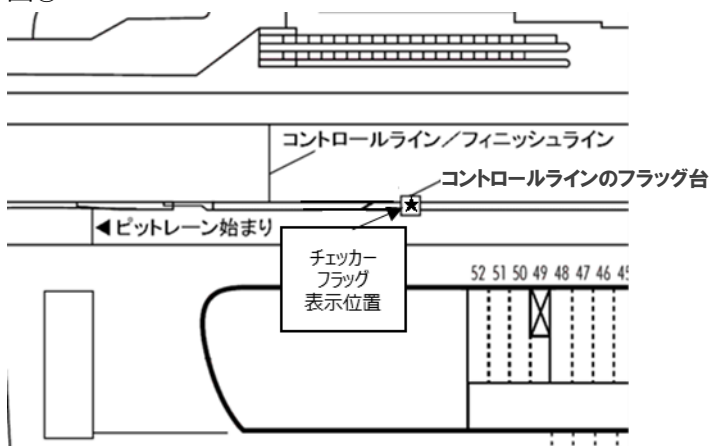 コントロールライン／フィニッシュライン
コントロールラインのフラッグ台
◀ピットレーン始まり
チェッカー
フラッグ
表示位置
52 51 50 49 48 47 46 45